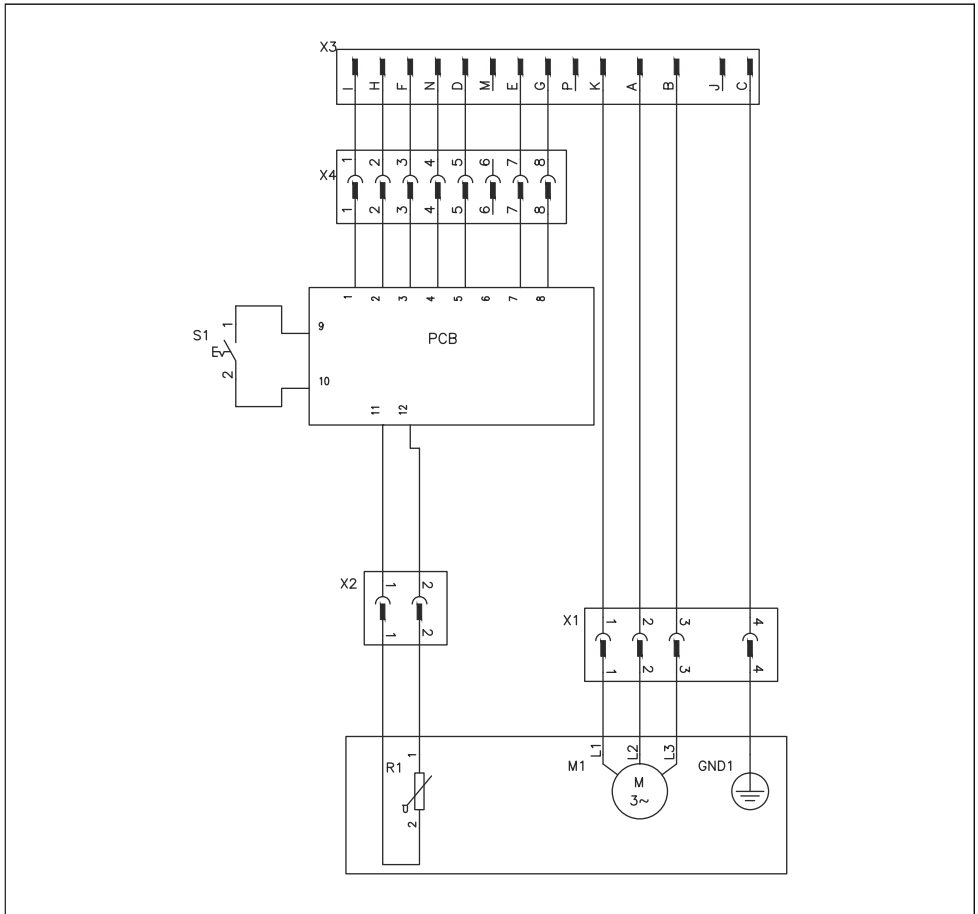 X3
I H F N D M E G P K A B J C
1 2 3 4 5 6 7 8
X4
1 2 3 4 5 6 7 8
1 2 3 4 5 6 7 8
9
S1 1
PCB
2
10
11 12
X2 1 2
1 2
X1 1 2 3 4
1 2 3 4
L1 L2 L3
R1 1
M1
GND1
M
3~
2